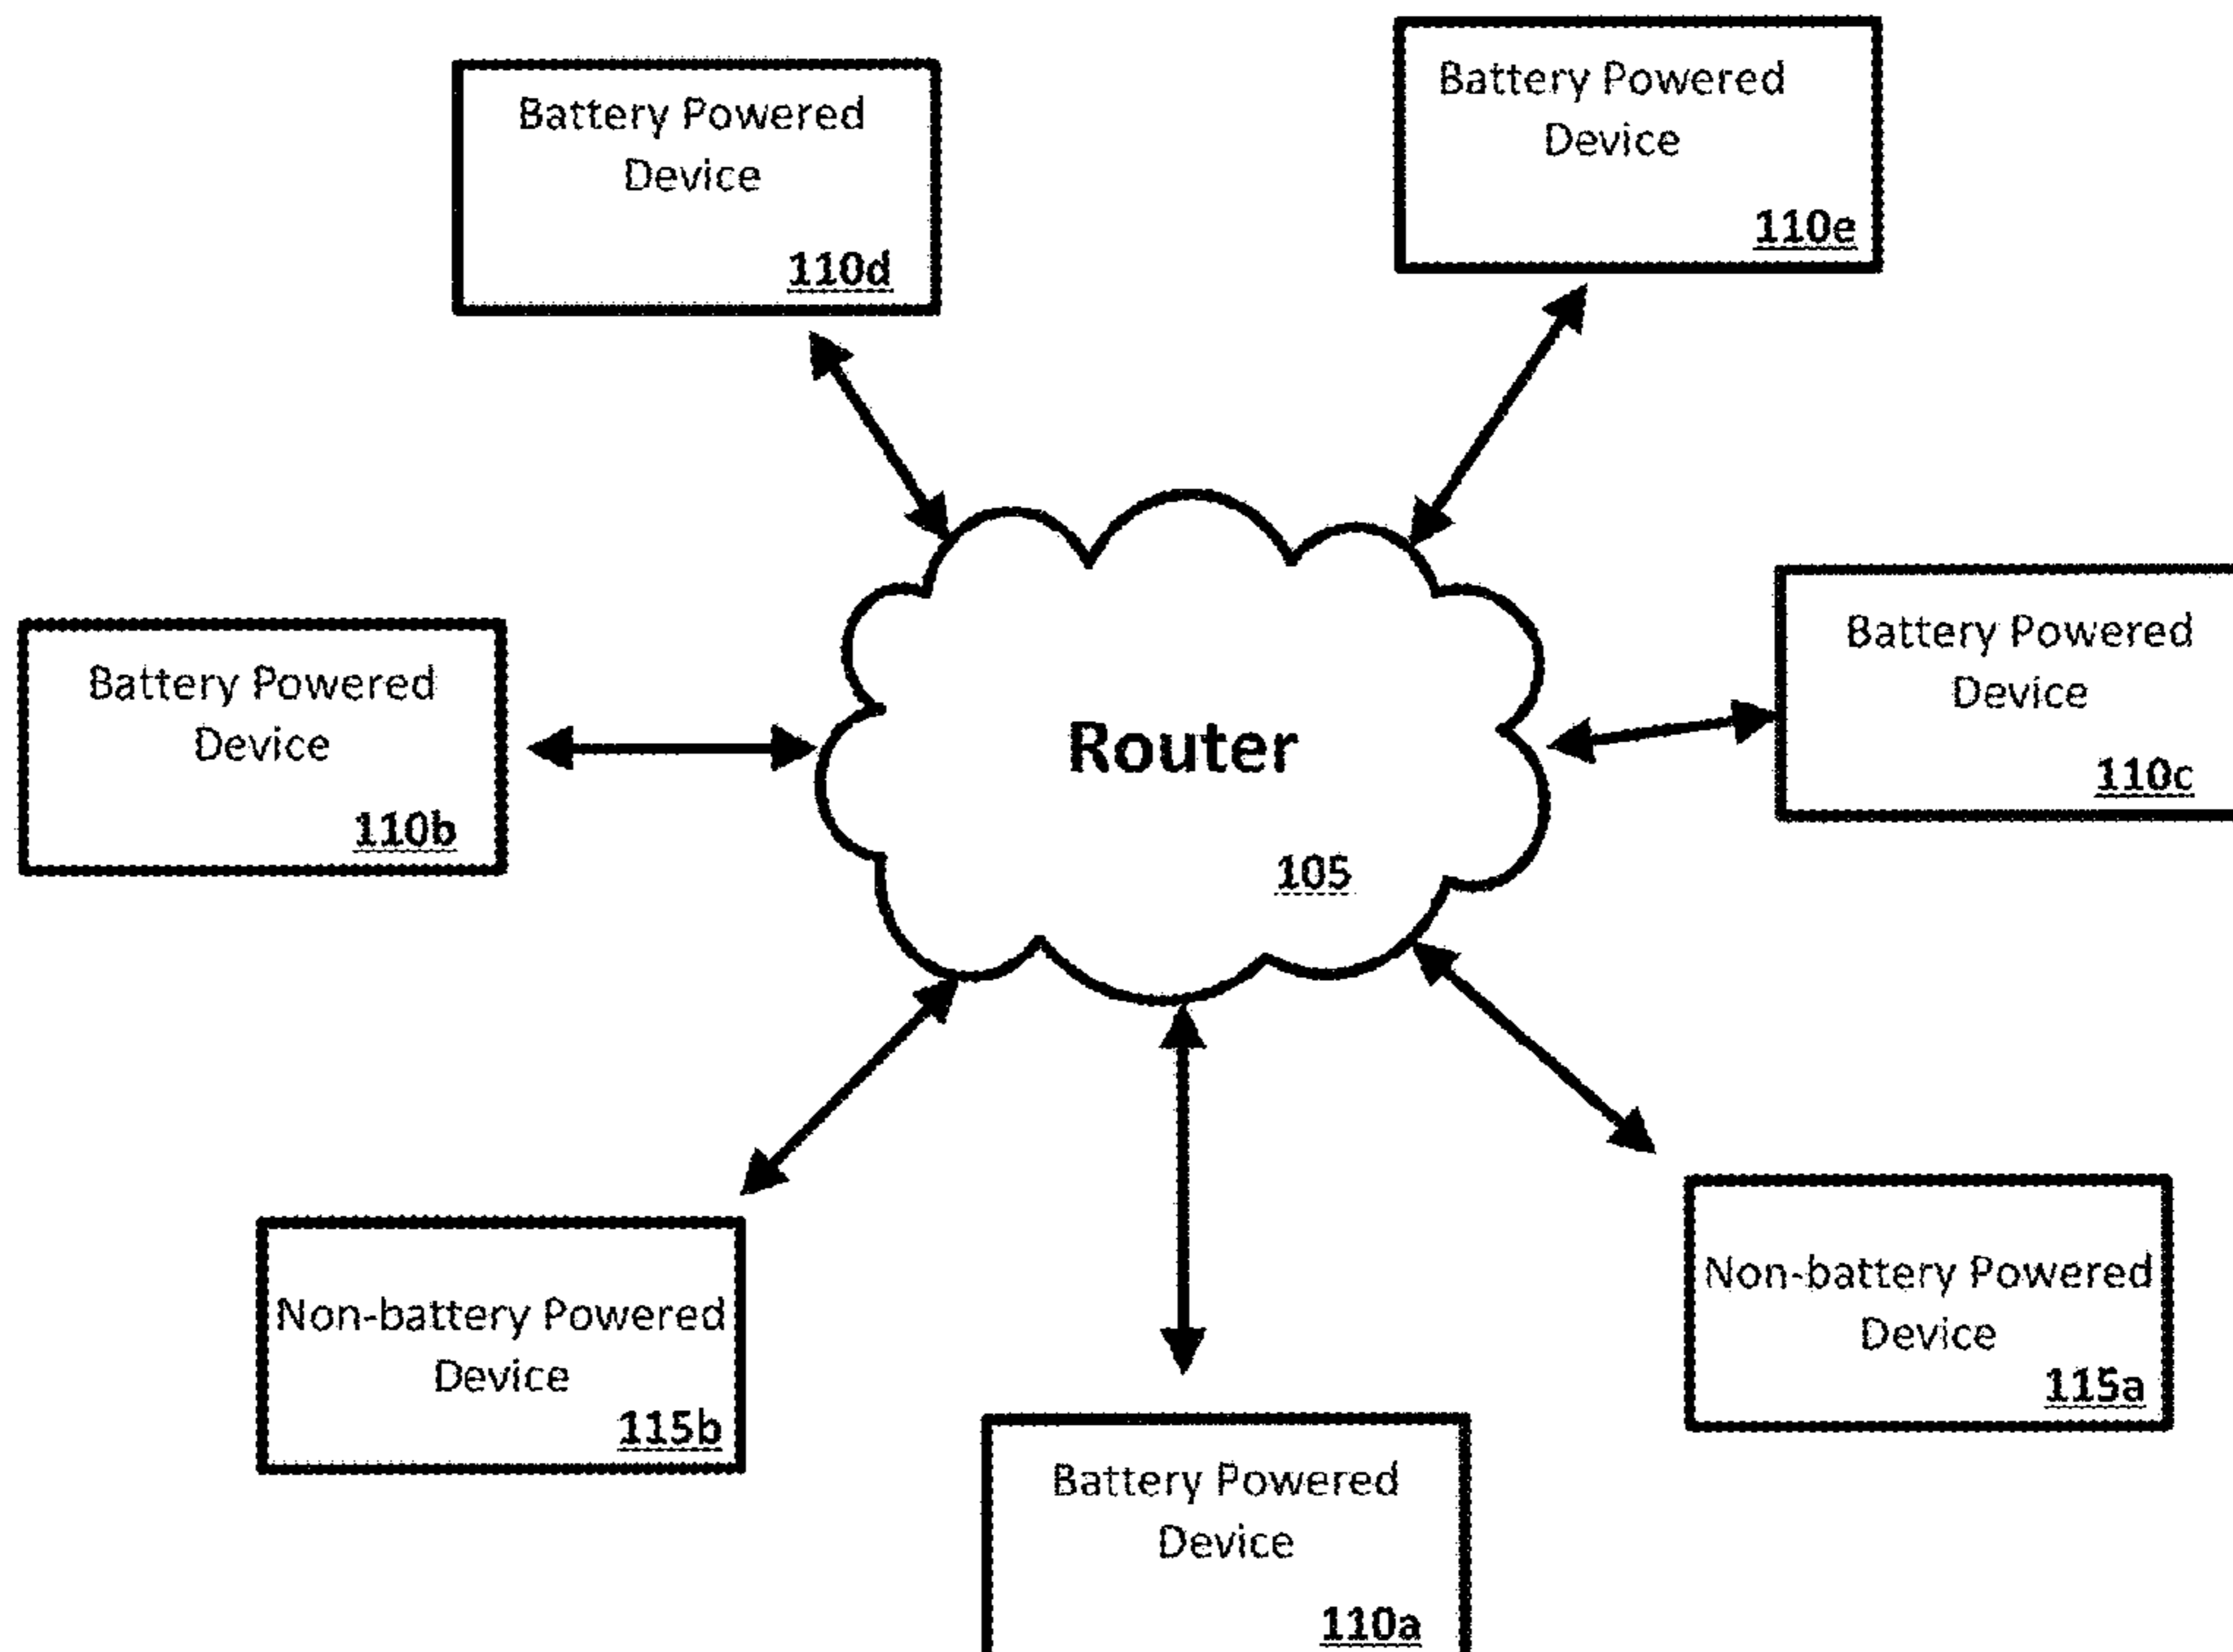 Battery Powered
Device
110d
Battery Powered
Device
110e
Battery Powered
Device
110b
Router
105
Battery Powered
Device
110c
Non-battery Powered
Device
115b
Battery Powered
Device
110a
Non-battery Powered
Device
115a